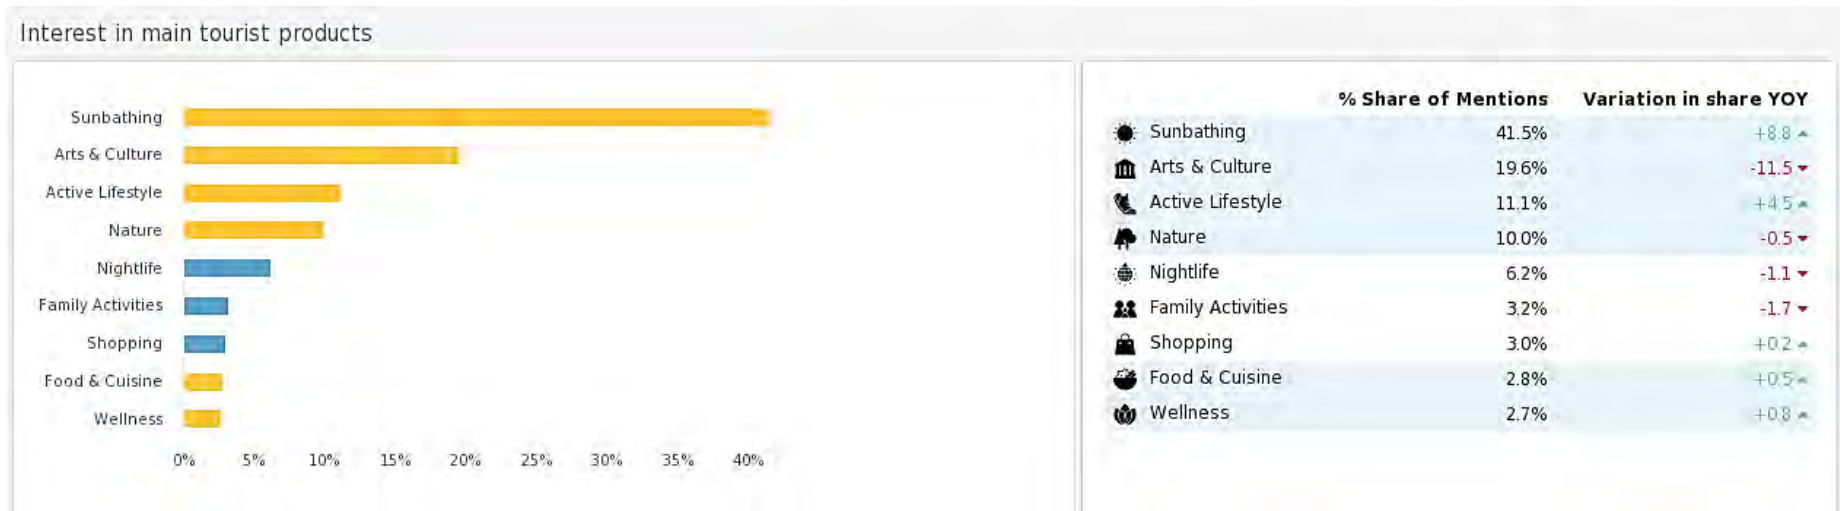 Interest in main tourist products
Sunbathing
Arts & Culture
Active Lifestyle
Nature
Nightlife
Family Activities
Shopping
Food & Cuisine
Wellness
0% 5% 10% 15% 20% 25% 30% 35% 40%
% Share of Mentions Variation in share YOY
Sunbathing 41.5% +8.8
Arts & Culture 19.6% -11.5
Active Lifestyle 11.1% +4.5
Nature 10.0% -0.5
Nightlife 6.2% -1.1
Family Activities 3.2% -1.7
Shopping 3.0% +0.2
Food & Cuisine 2.8% +0.5
Wellness 2.7% +0.8